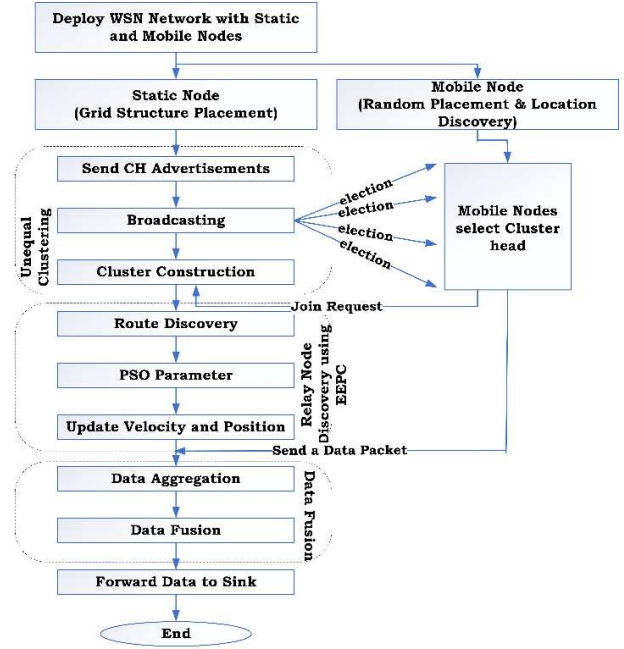 Deploy WSN Network with Static
and Mobile Nodes
Static Node
(Grid Structure Placement)
Mobile Node
(Random Placement & Location
Discovery)
Send CH Advertisements
Broadcasting
Cluster Construction
Unequal
Clustering
election
election
election
election
Mobile Nodes
select Cluster
head
Join Request
Route Discovery
PSO Parameter
Update Velocity and Position
Relay Node
Discovery using
EEPC
Send a Data Packet
Data Aggregation
Data Fusion
Data Fusion
Forward Data to Sink
End